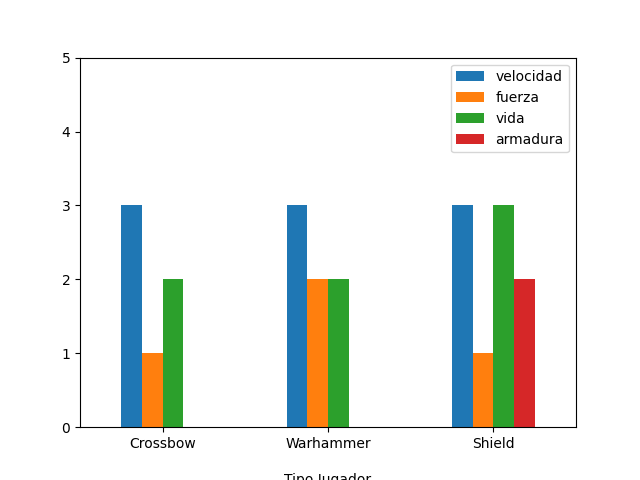 5
4
3
2
1
0
velocidad
fuerza
vida
armadura
Crossbow Warhammer Shield
Tipo Jugador